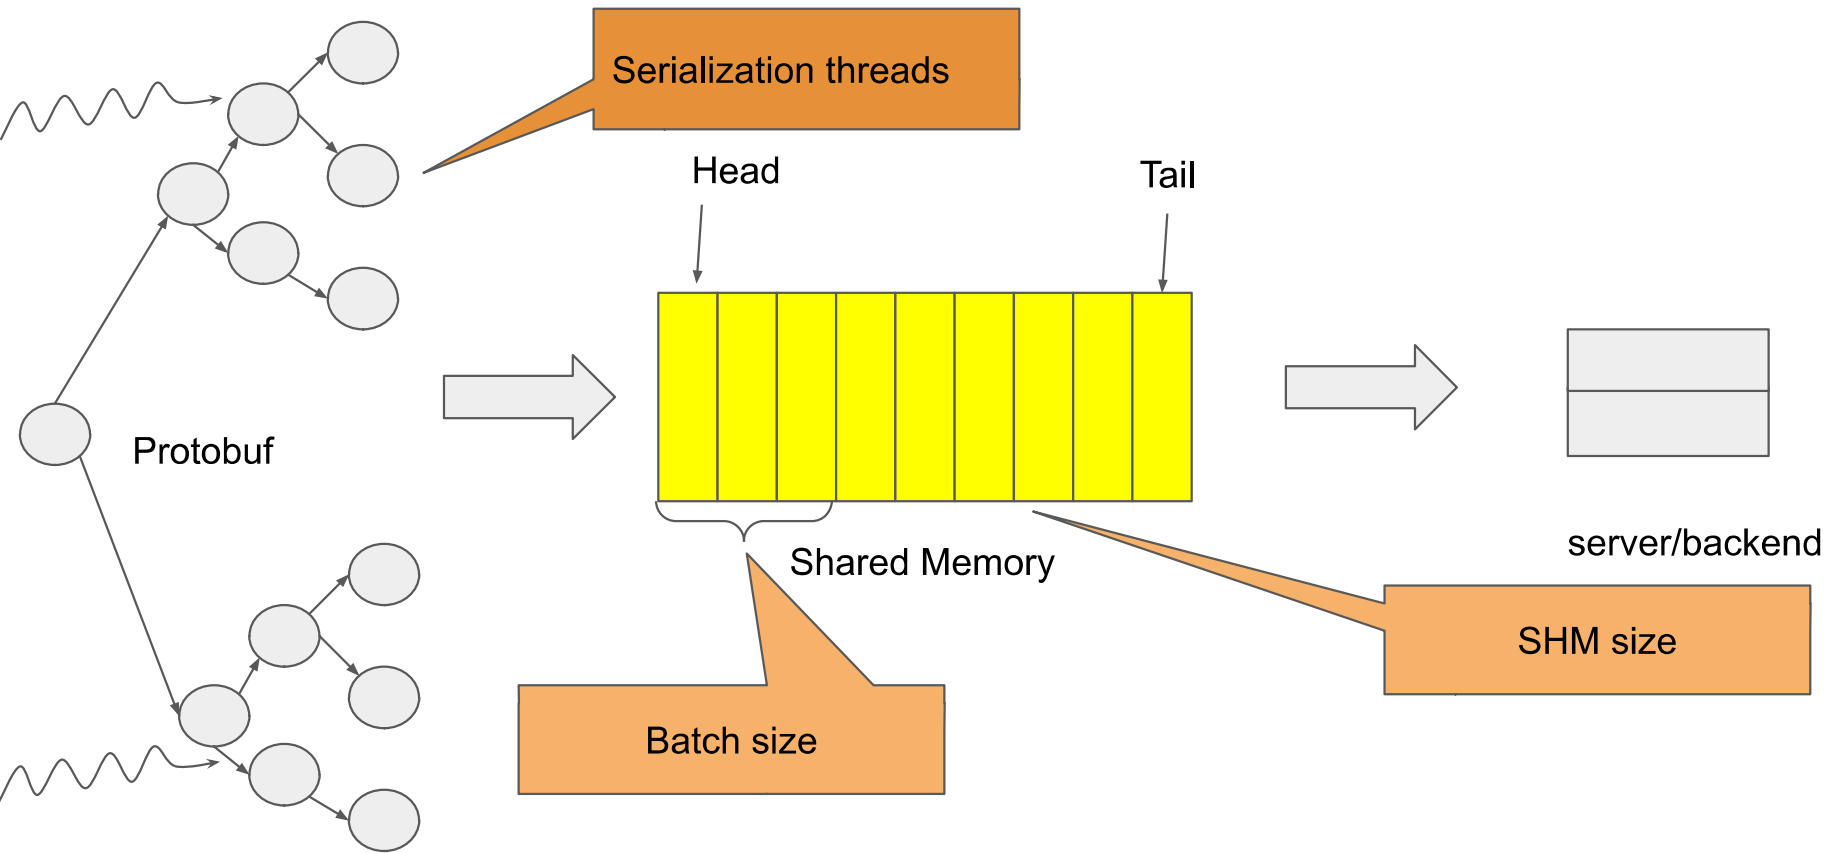 Serialization threads
Head
Tail
Protobuf
Shared Memory
server/backend
SHM size
Batch size